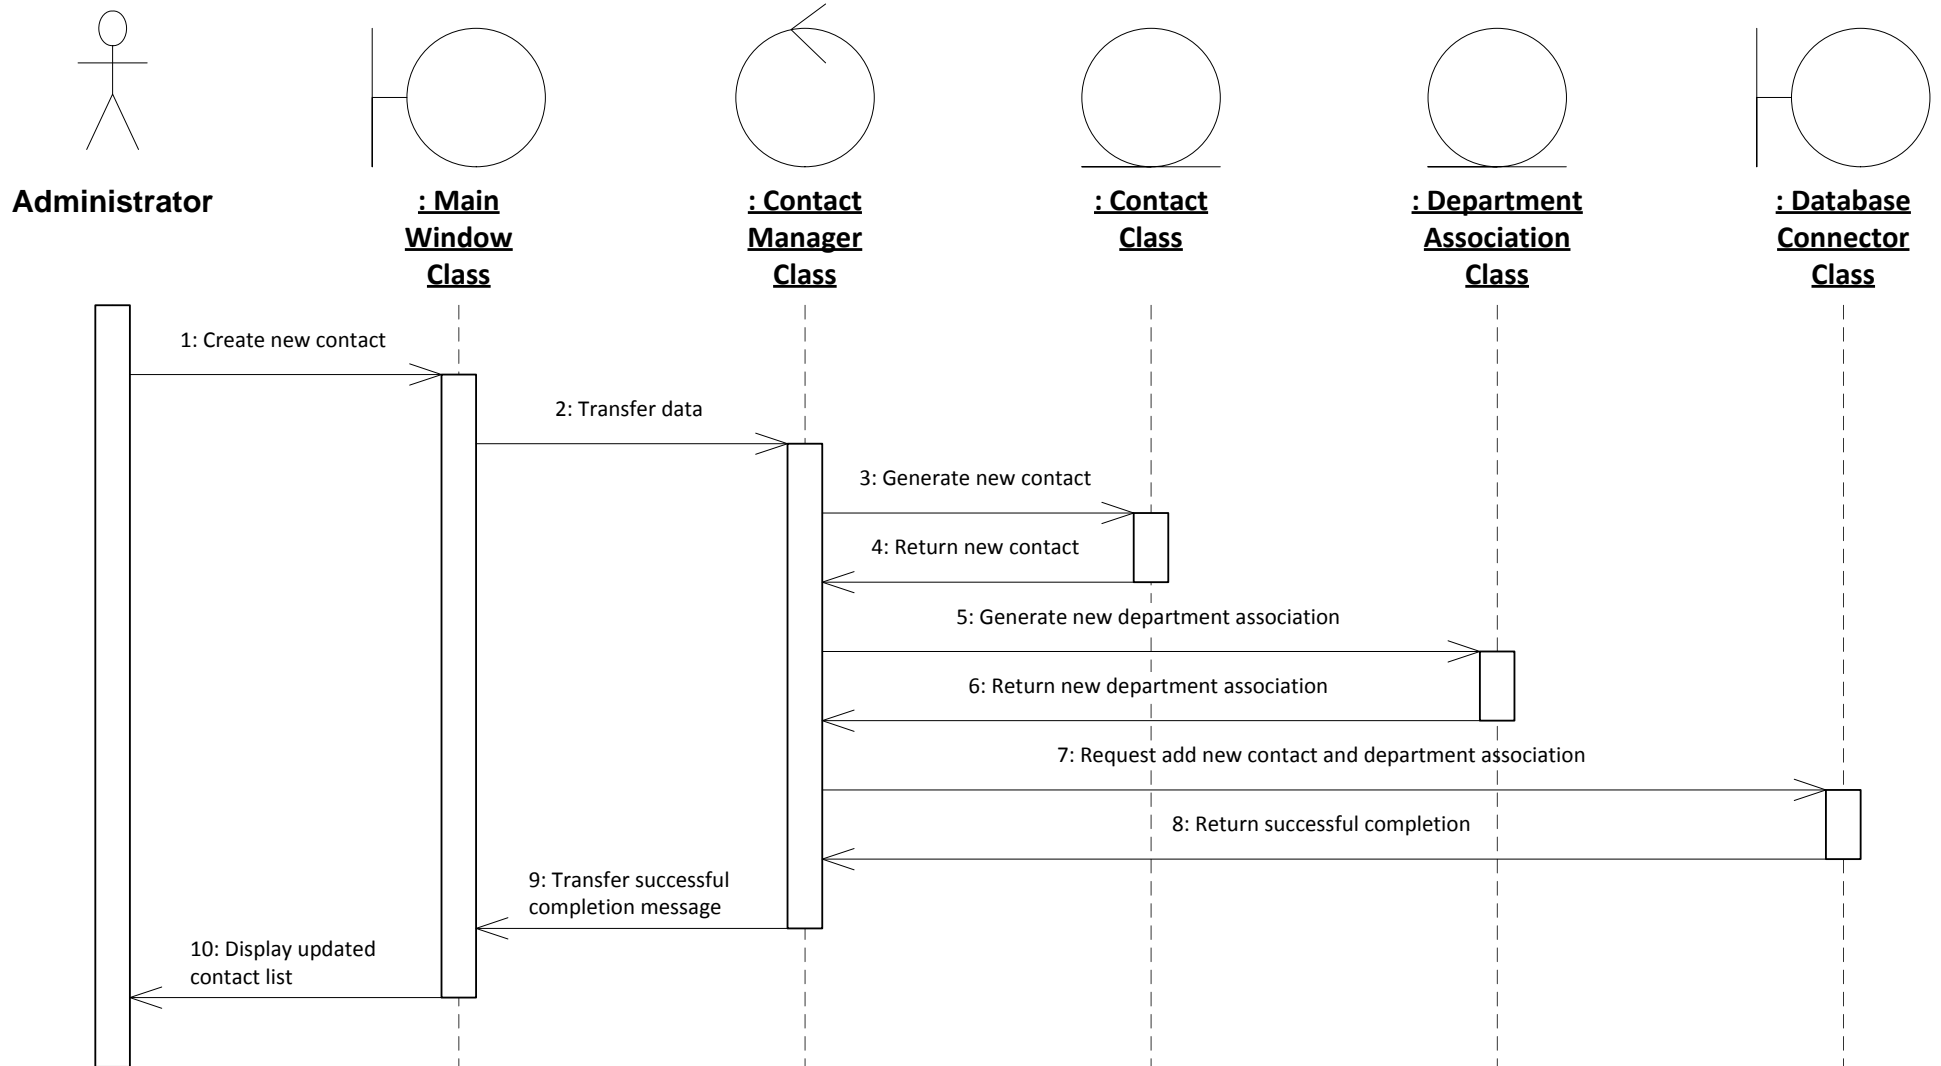 Administrator
: Main
Window
Class
: Contact
Manager
Class
: Contact
Class
: Department
Association
Class
: Database
Connector
Class
1: Create new contact
2: Transfer data
3: Generate new contact
4: Return new contact
5: Generate new department association
6: Return new department association
7: Request add new contact and department association
8: Return successful completion
9: Transfer successful
completion message
10: Display updated
contact list